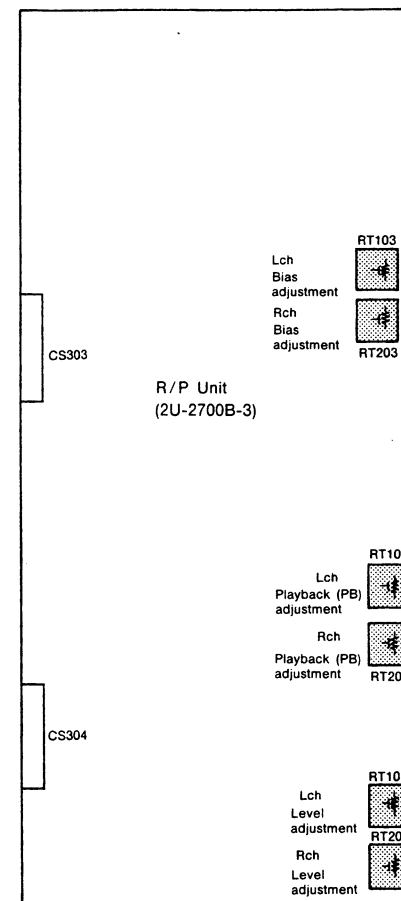 RT103
Lch
Bias
adjustment
Rch
Bias
adjustment
RT203
CS303
R/P Unit
(2U-2700B-3)
RT10
Lch
Playback (PB)
adjustment
Rch
Playback (PB)
adjustment
RT20
CS304
RT10
Lch
Level
adjustment
RT20
Rch
Level
adjustment